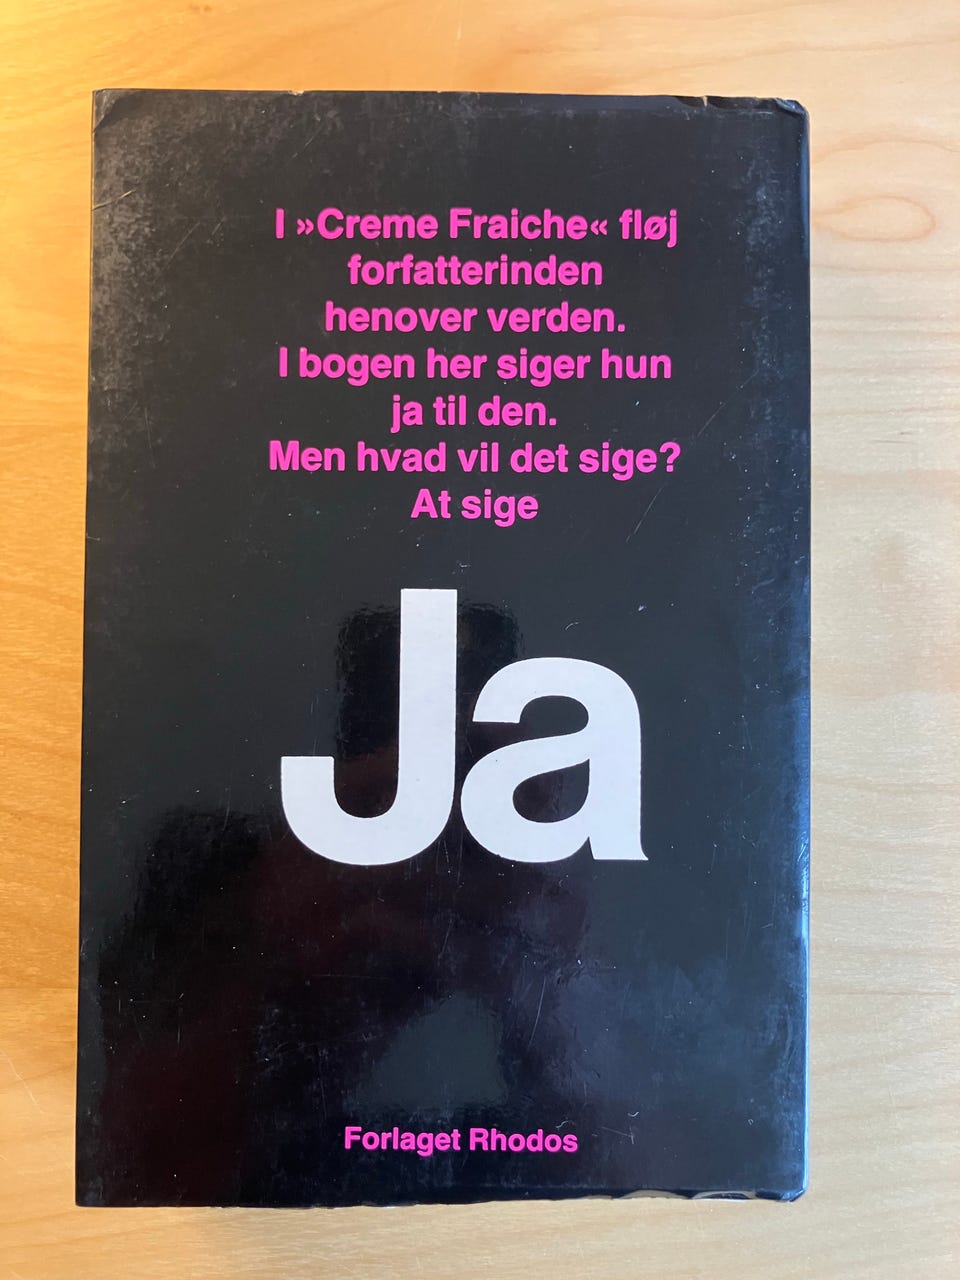 I »Creme Fraiche« fløj
forfatterinden
henover verden.
I bogen her siger hun
ja til den.
Men hvad vil det sige?
At sige
Ja
Forlaget Rhodos